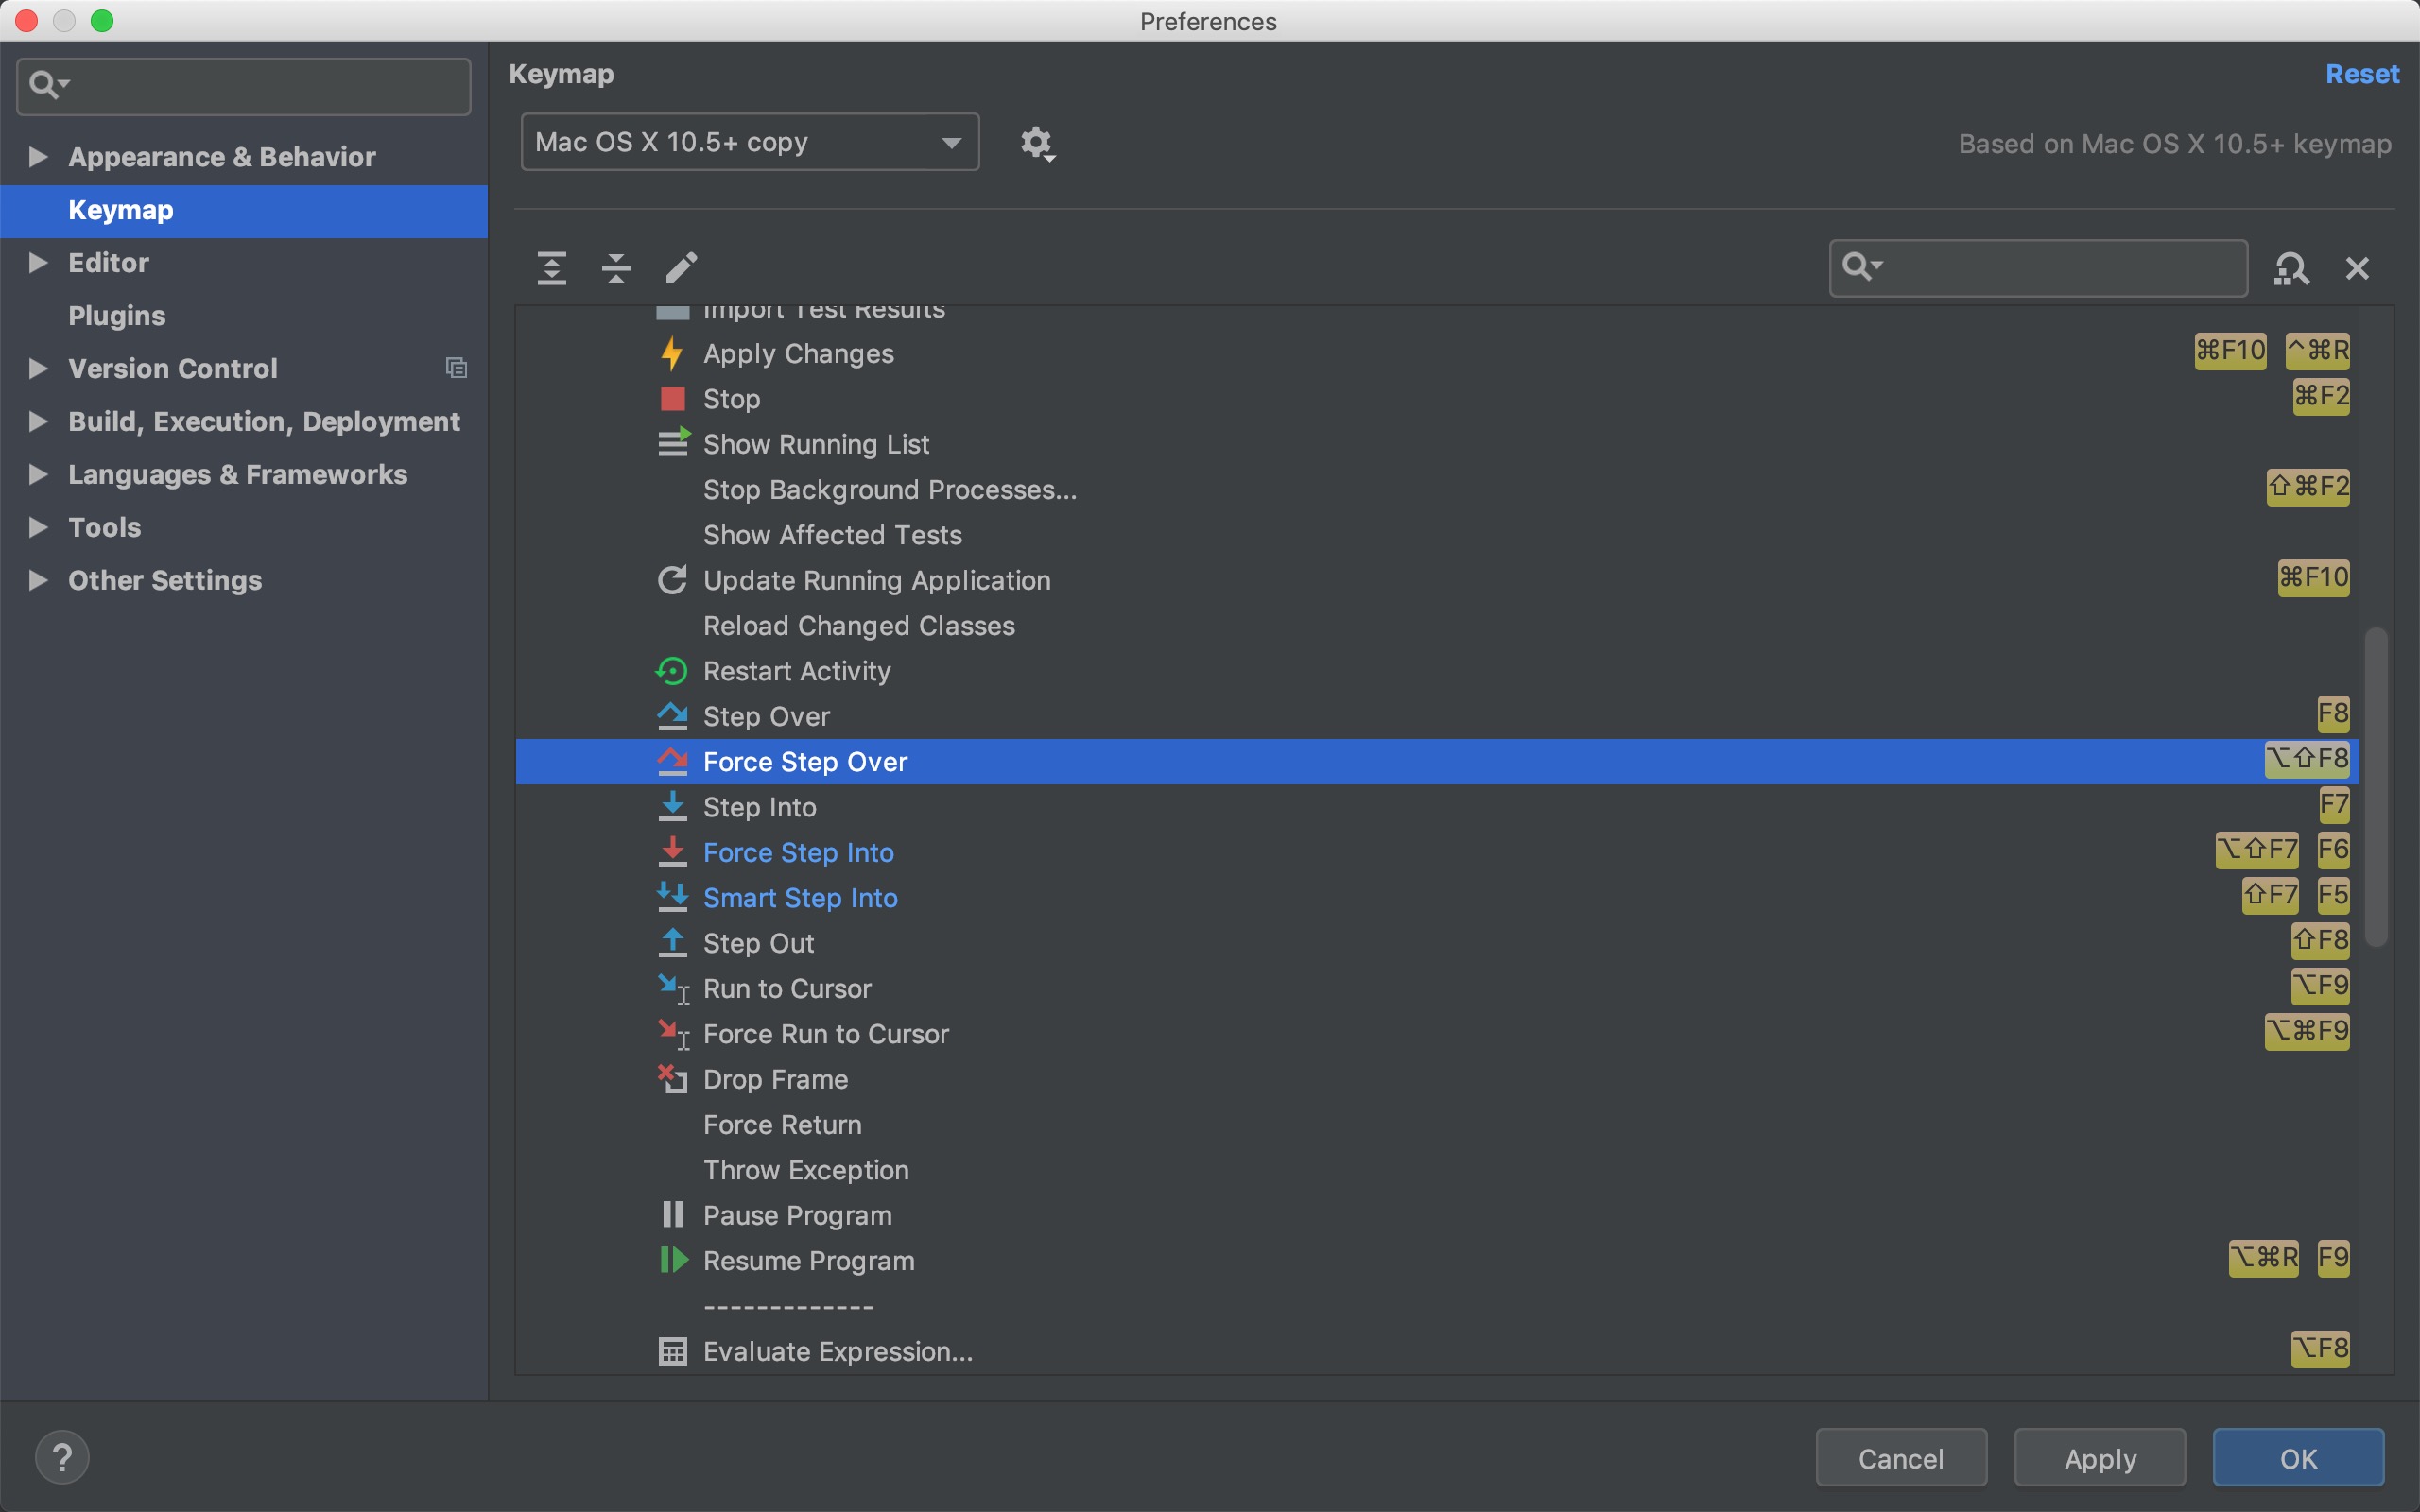 Preferences
Keymap
Reset
Mac OS X 10.5+ copy
Based on Mac OS X 10.5+ keymap
Appearance & Behavior
Keymap
Editor
Plugins
Version Control
Build, Execution, Deployment
Languages & Frameworks
Tools
Other Settings
Import Test Results
Apply Changes ⌘F10 ^⌘R
Stop ⌘F2
Show Running List
Stop Background Processes...
⇧⌘F2
Show Affected Tests
Update Running Application ⌘F10
Reload Changed Classes
Restart Activity
Step Over F8
Force Step Over ⌥⇧F8
Step Into F7
Force Step Into ⌥⇧F7 F6
Smart Step Into ⇧F7 F5
Step Out ⇧F8
Run to Cursor ⌥F9
Force Run to Cursor ⌥⌘F9
Drop Frame
Force Return
Throw Exception
Pause Program
Resume Program ⌥⌘R F9
-------------
Evaluate Expression... ⌥F8
?
Cancel
Apply
OK